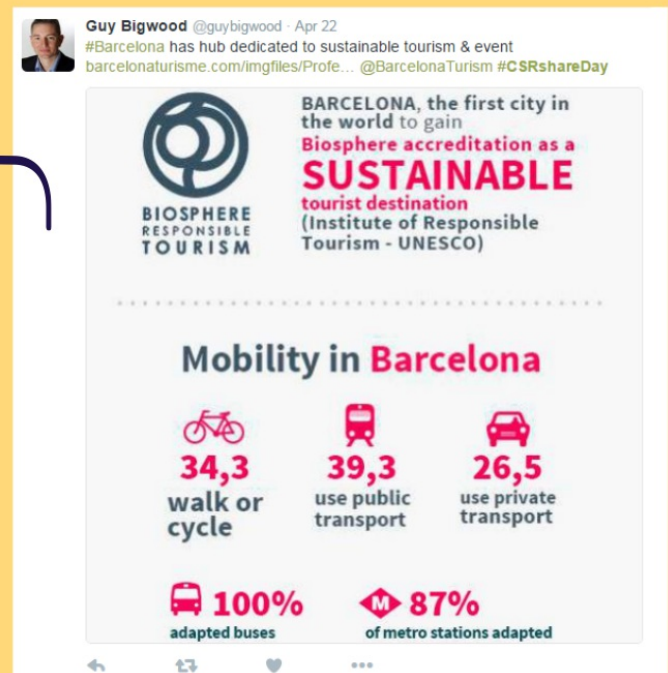 Guy Bigwood @guybigwood · Apr 22
#Barcelona has hub dedicated to sustainable tourism & event
barcelonaturisme.com/imgfiles/Profe... @BarcelonaTurism #CSRshareDay
BIOSPHERE
RESPONSIBLE
TOURISM
BARCELONA, the first city in
the world to gain
Biosphere accreditation as a
SUSTAINABLE
tourist destination
(Institute of Responsible
Tourism - UNESCO)
Mobility in Barcelona
34,3
walk or
cycle
39,3
use public
transport
26,5
use private
transport
100%
adapted buses
M 87%
of metro stations adapted